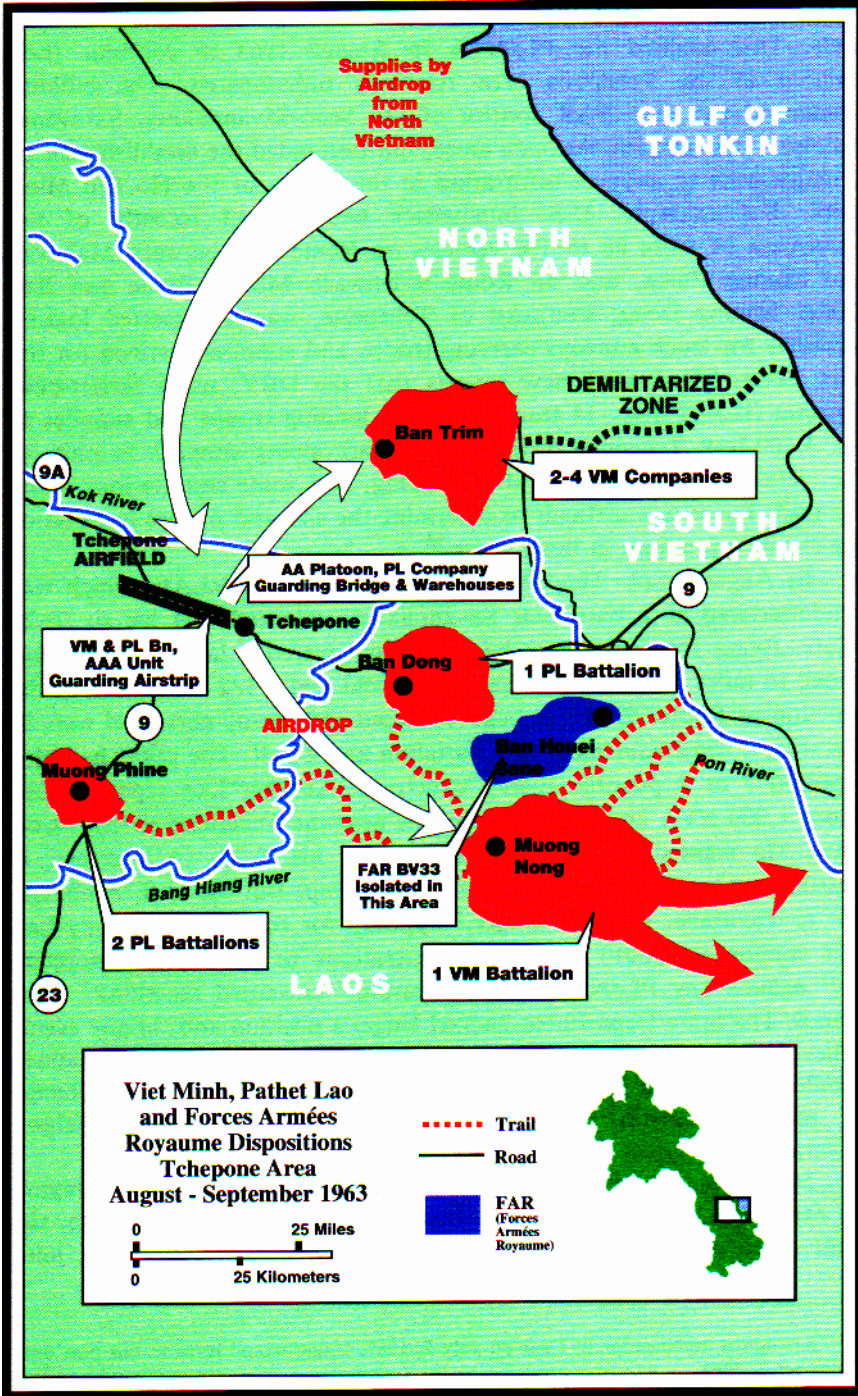 Supplies by
Airdrop
from
North
Vietnam
GULF OF
TONKIN
NORTH
VIETNAM
DEMILITARIZED
ZONE
Ban Trim
2-4 VM Companies
9A
Kok River
SOUTH
VIETNAM
Tchepone
AIRFIELD
AA Platoon, PL Company
Guarding Bridge & Warehouses
9
Tchepone
VM & PL Bn,
AAA Unit
Guarding Airstrip
Ban Dong
1 PL Battalion
9
AIRDROP
Ban Houei
Sane
Pon River
Muong Phine
Muong
Nong
FAR BV33
Isolated in
This Area
Bang Hiang River
2 PL Battalions
1 VM Battalion
LAOS
23
Viet Minh, Pathet Lao
and Forces Armées
Royaume Dispositions
Tchepone Area
August - September 1963
0
25 Miles
0
25 Kilometers
Trail
Road
FAR
(Forces
Armées
Royaume)